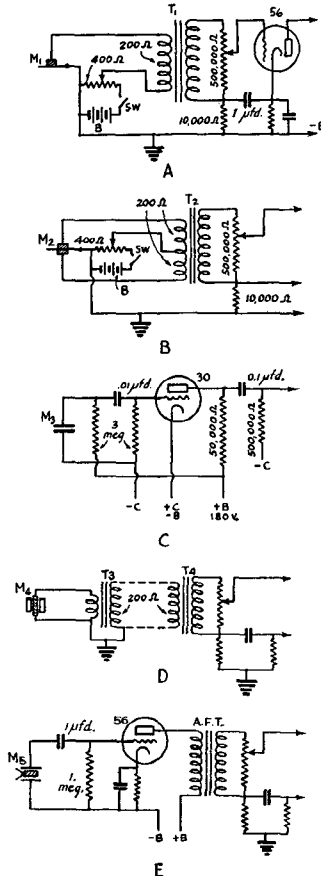 T1
56
M1
200 Ω
400 Ω
500,000 Ω
SW
B
10,000 Ω
1 μfd.
-B
A
T2
200 Ω
M2
400 Ω
SW
B
500,000 Ω
10,000 Ω
B
30
.01 μfd.
0.1 μfd.
M3
3 meg.
50,000 Ω
500,000 Ω
-C
-C
+C
-B
+B
180 v.
C
M4
T3
T4
200 Ω
D
56
A.F.T.
1 μfd.
M5
1. meg.
-B
+B
E